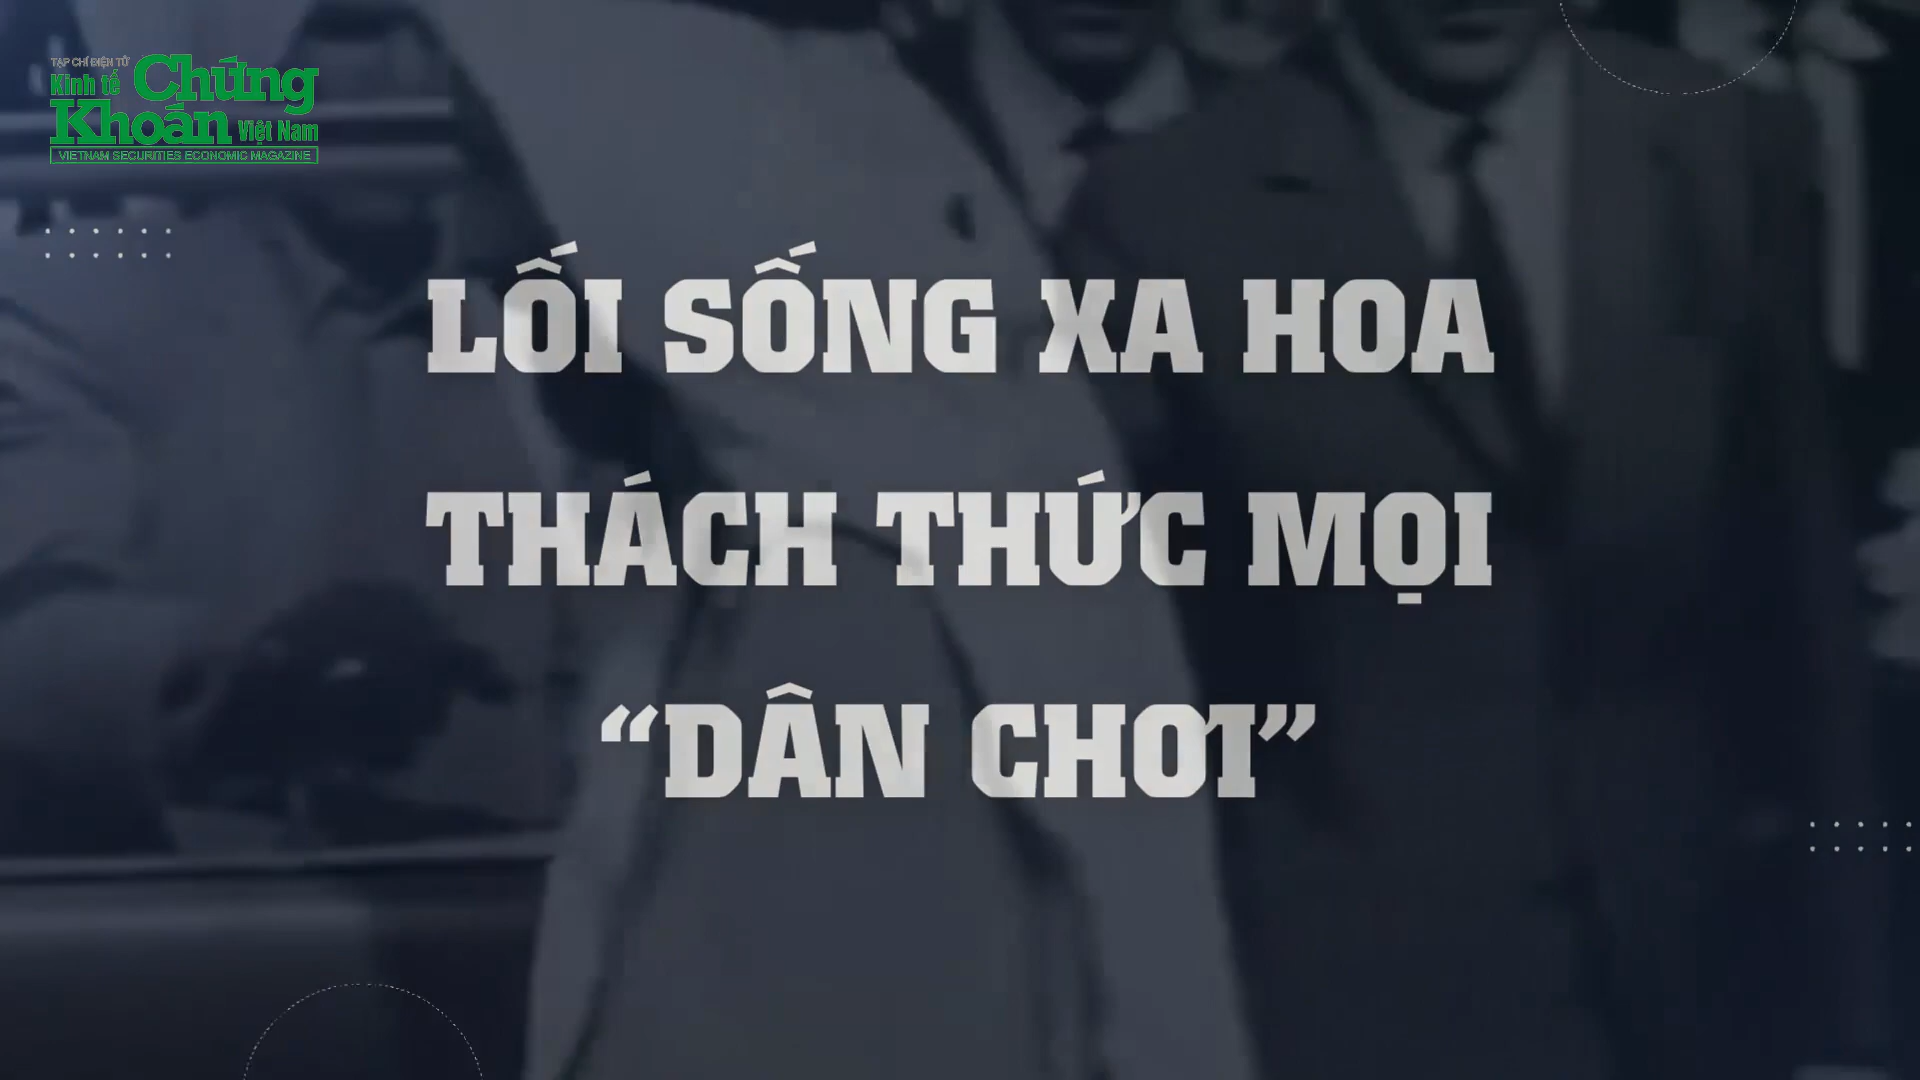 TẠP CHÍ ĐIỆN TỬ
Kinh tế Chứng
Khoán Việt Nam
VIETNAM SECURITIES ECONOMIC MAGAZINE
LỐI SỐNG XA HOA
THÁCH THỨC MỌI
“DÂN CHƠI”